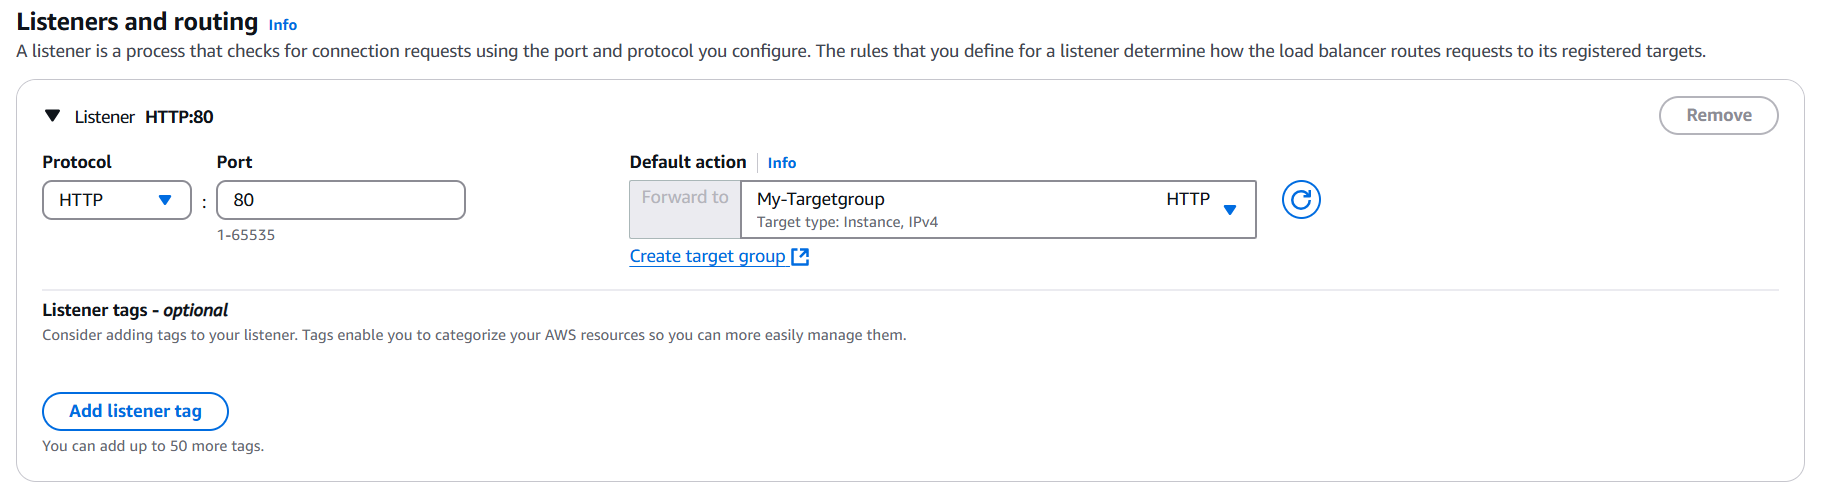 Listeners and routing Info
A listener is a process that checks for connection requests using the port and protocol you configure. The rules that you define for a listener determine how the load balancer routes requests to its registered targets.
Listener HTTP:80
Remove
Protocol
Port
Default action
Info
HTTP
:
80
Forward to
My-Targetgroup
HTTP
Target type: Instance, IPv4
1-65535
Create target group
Listener tags - optional
Consider adding tags to your listener. Tags enable you to categorize your AWS resources so you can more easily manage them.
Add listener tag
You can add up to 50 more tags.